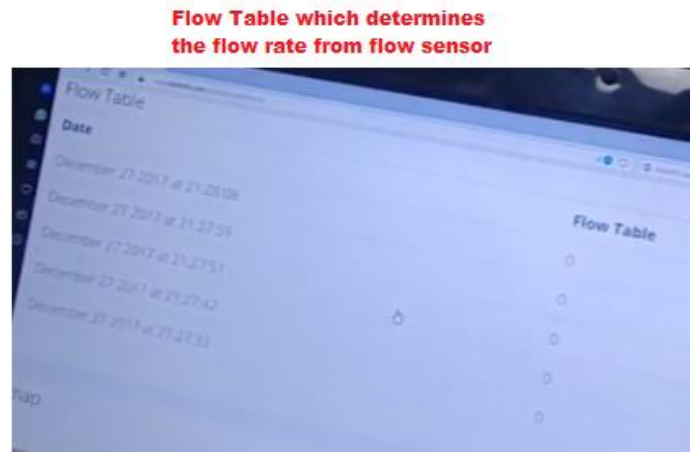 Flow Table which determines
the flow rate from flow sensor
Flow Table
Date
Flow Table
December 27 2017 at 21:28:08
0
December 27 2017 at 21:27:59
0
December 27 2017 at 21:27:51
0
December 27 2017 at 21:27:42
0
December 27 2017 at 21:27:33
0
map